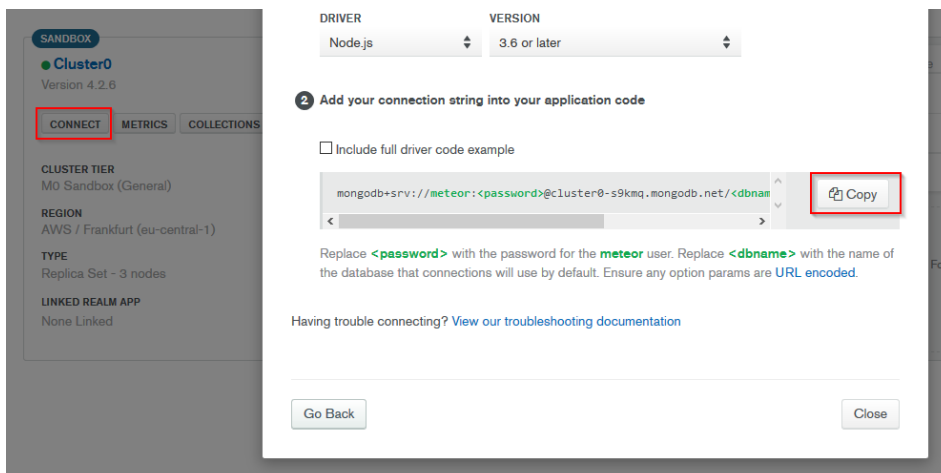 SANDBOX
Cluster0
Version 4.2.6
CONNECT METRICS COLLECTIONS
CLUSTER TIER
M0 Sandbox (General)
REGION
AWS / Frankfurt (eu-central-1)
TYPE
Replica Set - 3 nodes
LINKED REALM APP
None Linked
DRIVER VERSION
Node.js 3.6 or later
2 Add your connection string into your application code
Include full driver code example
mongodb+srv://meteor:<password>@cluster0-s9kmq.mongodb.net/<dbnam
Copy
Replace <password> with the password for the meteor user. Replace <dbname> with the name of
the database that connections will use by default. Ensure any option params are URL encoded.
Having trouble connecting? View our troubleshooting documentation
Go Back Close